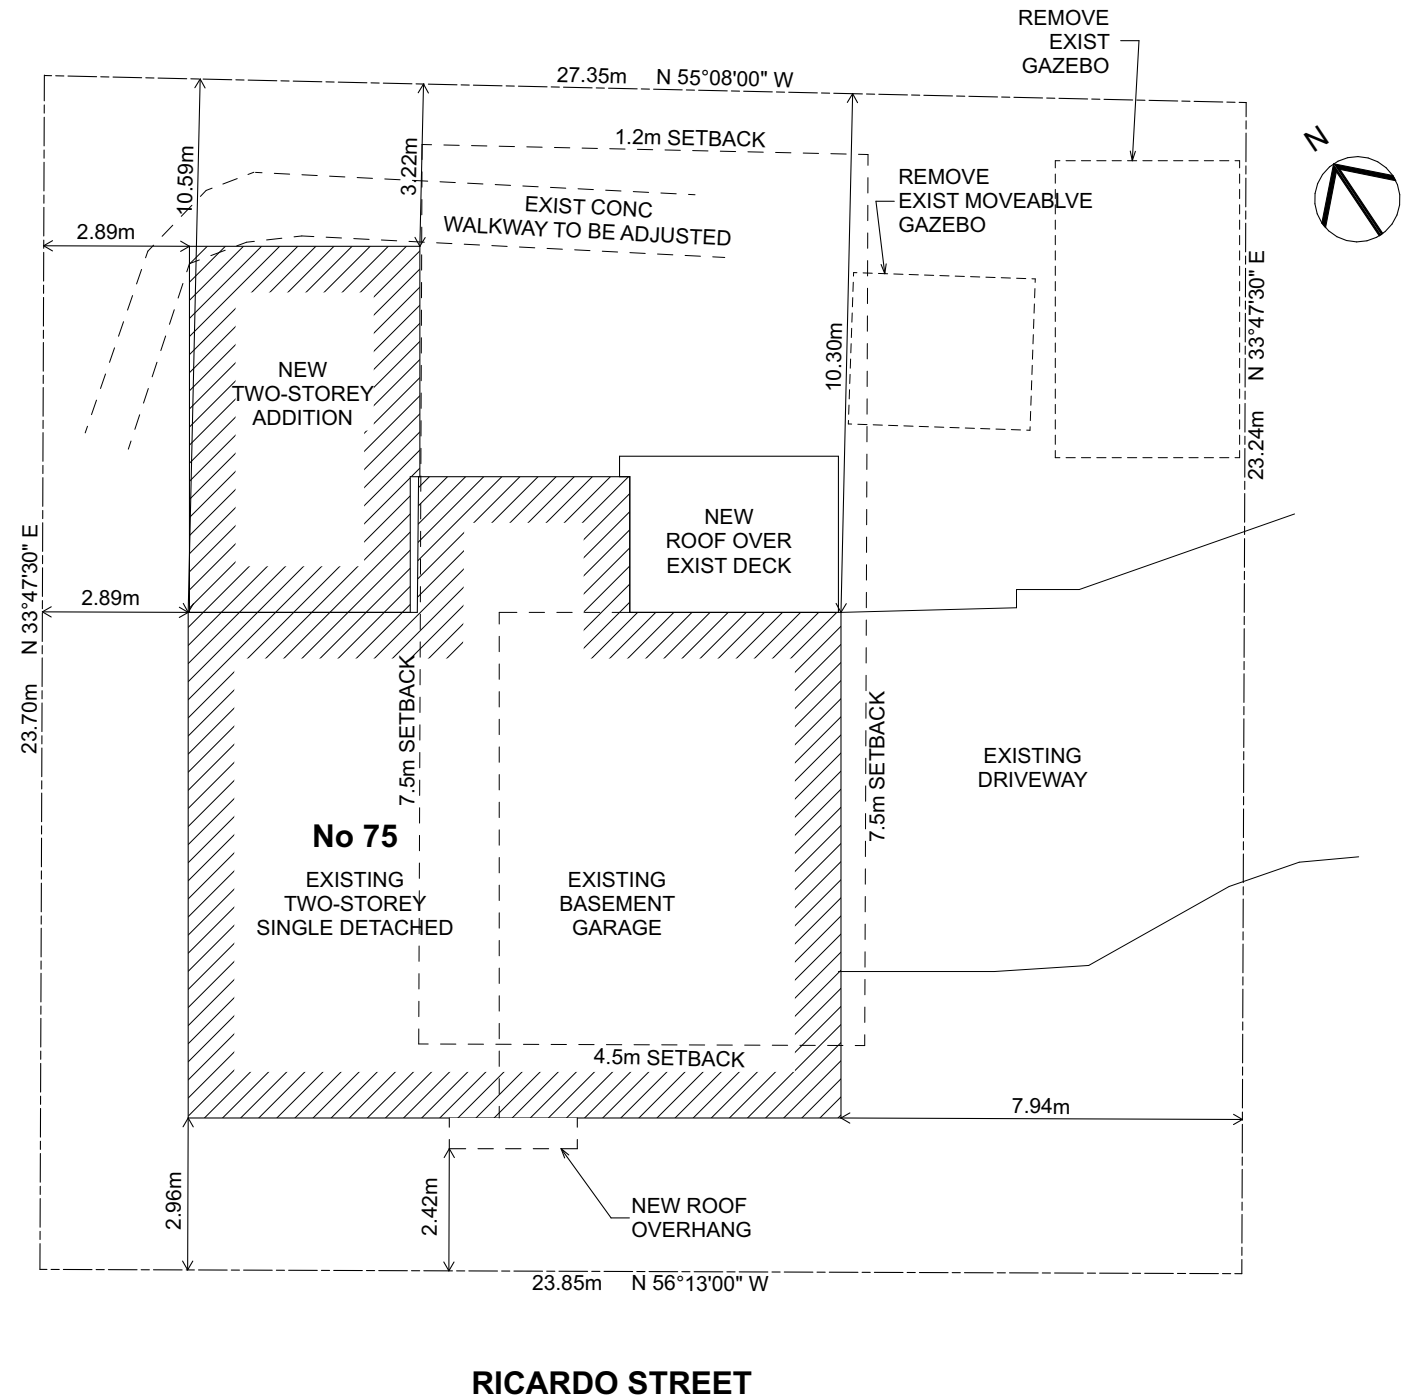 REMOVE
EXIST
GAZEBO
27.35m N 55°08'00" W
N
1.2m SETBACK
10.59m
3.22m
REMOVE
EXIST MOVEABLVE
GAZEBO
EXIST CONC
WALKWAY TO BE ADJUSTED
2.89m
N 33°47'30" E
23.24m
10.30m
NEW
TWO-STOREY
ADDITION
NEW
ROOF OVER
EXIST DECK
2.89m
N 33°47'30" E
23.70m
7.5m SETBACK
7.5m SETBACK
EXISTING
DRIVEWAY
No 75
EXISTING
TWO-STOREY
SINGLE DETACHED
EXISTING
BASEMENT
GARAGE
4.5m SETBACK
7.94m
2.96m
2.42m
NEW ROOF
OVERHANG
23.85m N 56°13'00" W
RICARDO STREET